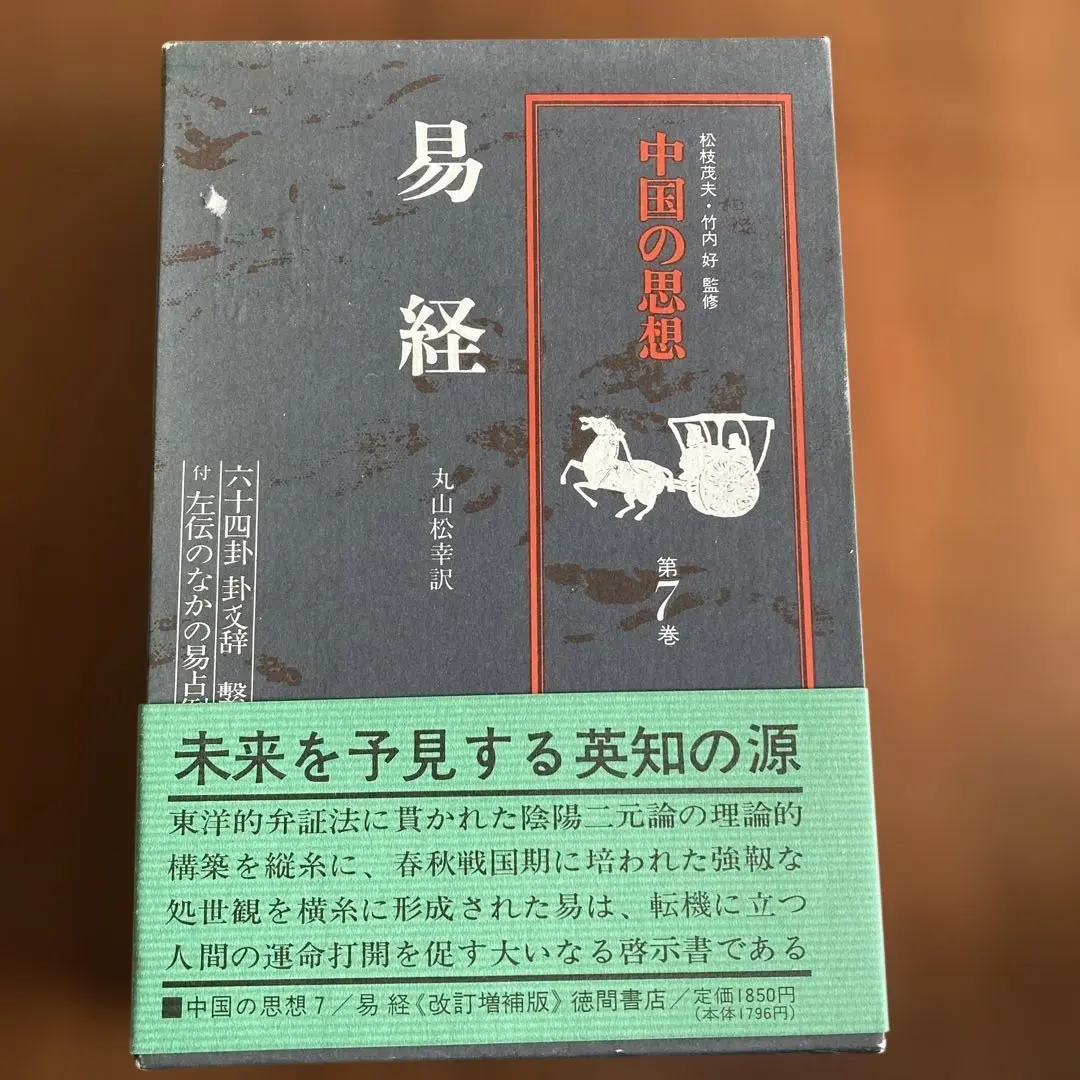 松枝茂夫・竹内 好 監修
中国の思想
第7巻
易経
丸山松幸訳
六十四卦 卦爻辞 繫
付 左伝のなかの易占
未来を予見する英知の源
東洋的弁証法に貫かれた陰陽二元論の理論的
構築を縦糸に、春秋戦国期に培われた強靱な
処世観を横糸に形成された易は、転機に立つ
人間の運命打開を促す大いなる啓示書である
■中国の思想7／易 経《改訂増補版》徳間書店／定価1850円
（本体1796円）